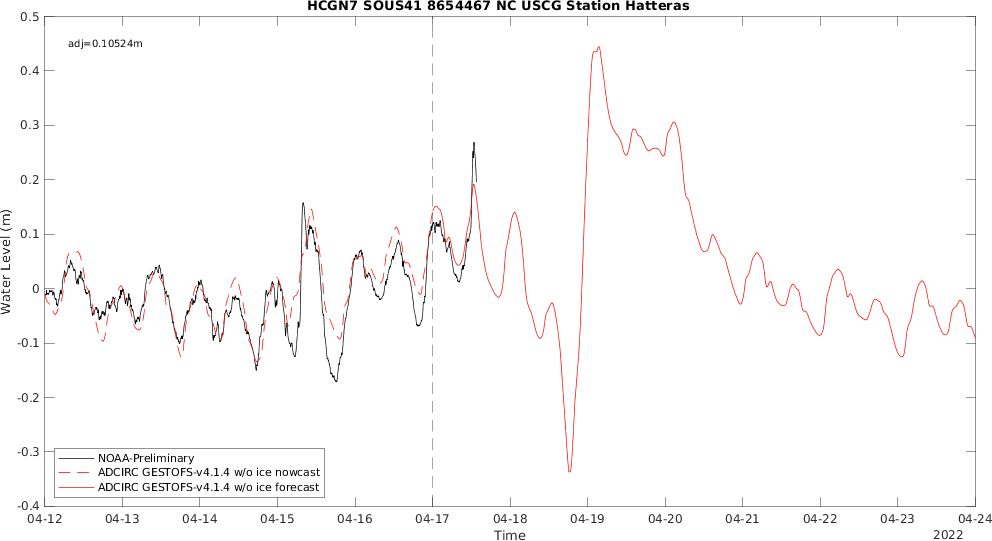 HCGN7 SOUS41 8654467 NC USCG Station Hatteras
adj=0.10524m
Water Level (m)
0.5
0.4
0.3
0.2
0.1
0
-0.1
-0.2
-0.3
-0.4
NOAA-Preliminary
ADCIRC GESTOFS-v4.1.4 w/o ice nowcast
ADCIRC GESTOFS-v4.1.4 w/o ice forecast
04-12 04-13 04-14 04-15 04-16 04-17 04-18 04-19 04-20 04-21 04-22 04-23 04-24
Time
2022